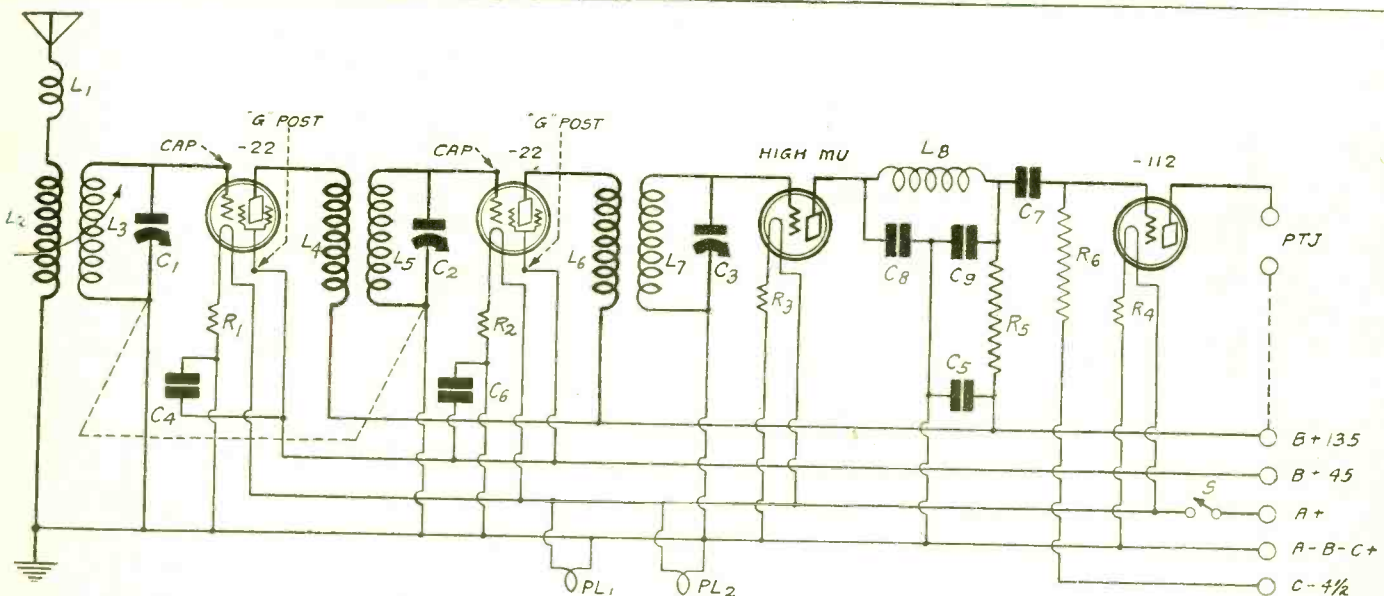 L1
L2
L3
C1
CAP
-22
"G" POST
R1
C4
L4
L5
C2
CAP
-22
"G" POST
R2
C6
L6
L7
C3
HIGH MU
R3
L8
C8
C9
C7
R5
C5
R6
-112
R4
PTJ
B+135
B+45
S
A+
A-B-C+
C-4½
PL1
PL2